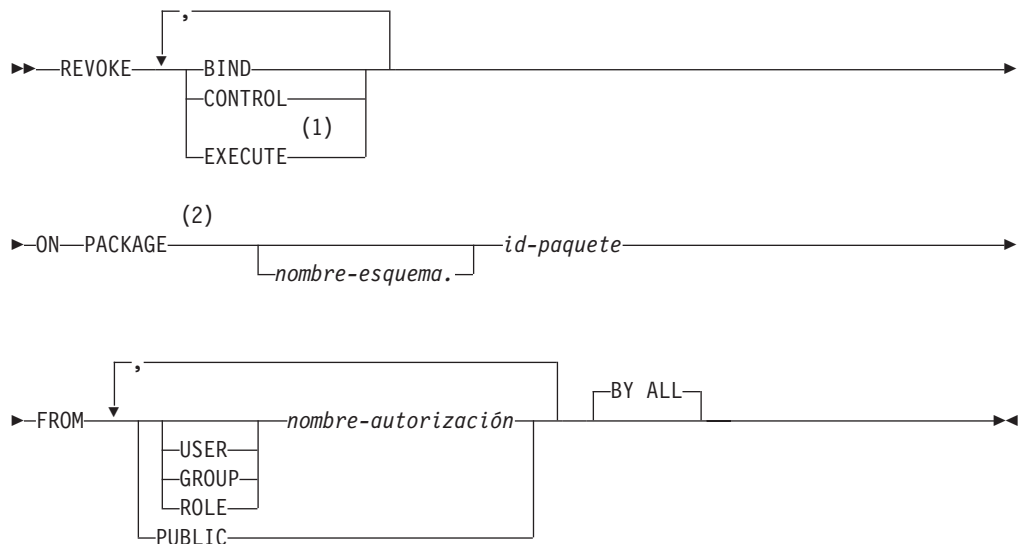 ,
REVOKE BIND
CONTROL
(1)
EXECUTE
(2)
ON PACKAGE id-paquete
nombre-esquema.
,
BY ALL
FROM nombre-autorización
USER
GROUP
ROLE
PUBLIC